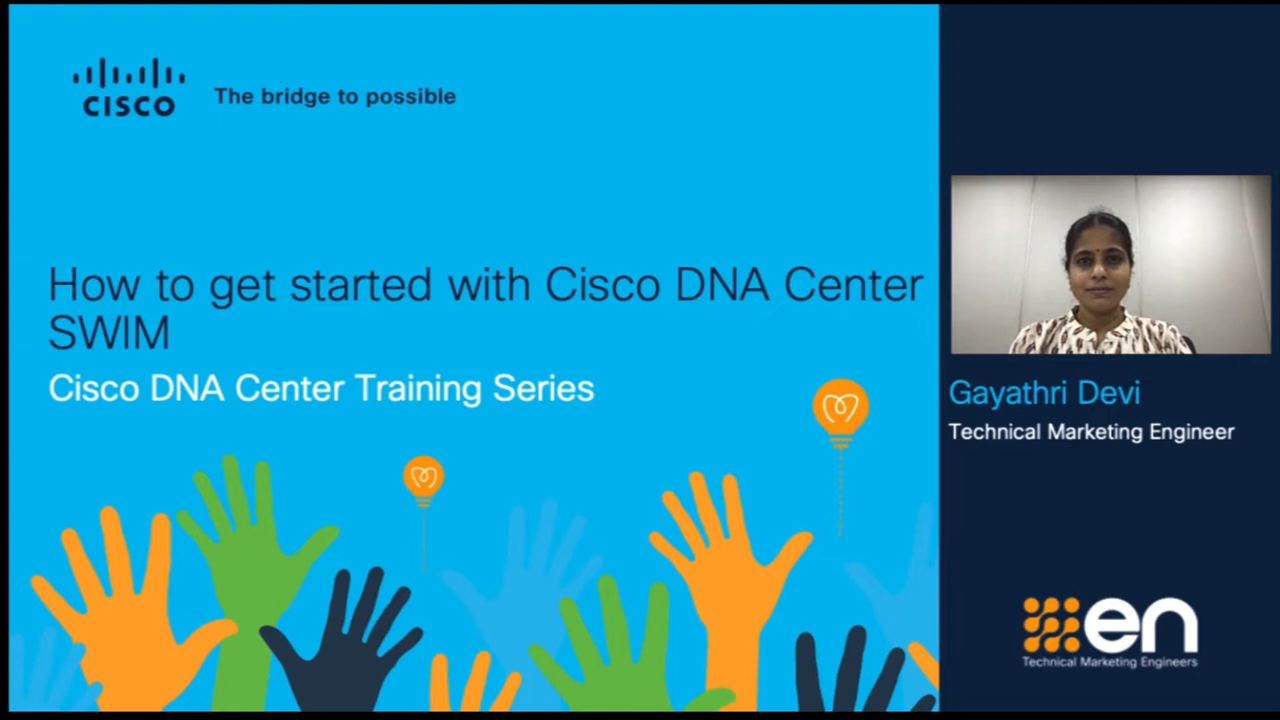 CISCO
The bridge to possible
How to get started with Cisco DNA Center
SWIM
Cisco DNA Center Training Series
Gayathri Devi
Technical Marketing Engineer
en
Technical Marketing Engineers